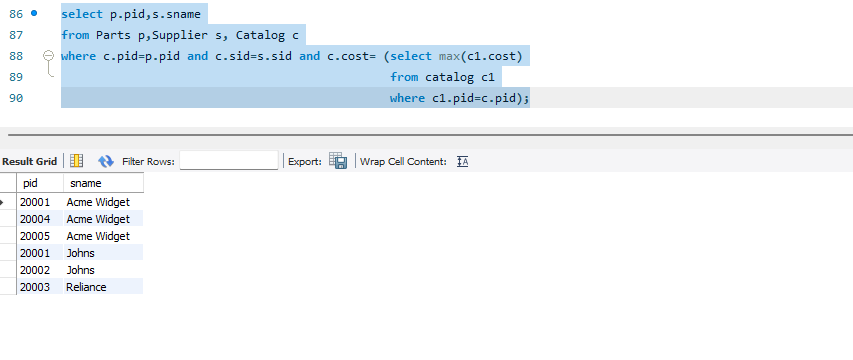 86 select p.pid,s.sname
87 from Parts p,Supplier s, Catalog c
88 where c.pid=p.pid and c.sid=s.sid and c.cost= (select max(c1.cost)
89 from catalog c1
90 where c1.pid=c.pid);
Result Grid Filter Rows: Export: Wrap Cell Content: IA
pid sname
20001 Acme Widget
20004 Acme Widget
20005 Acme Widget
20001 Johns
20002 Johns
20003 Reliance